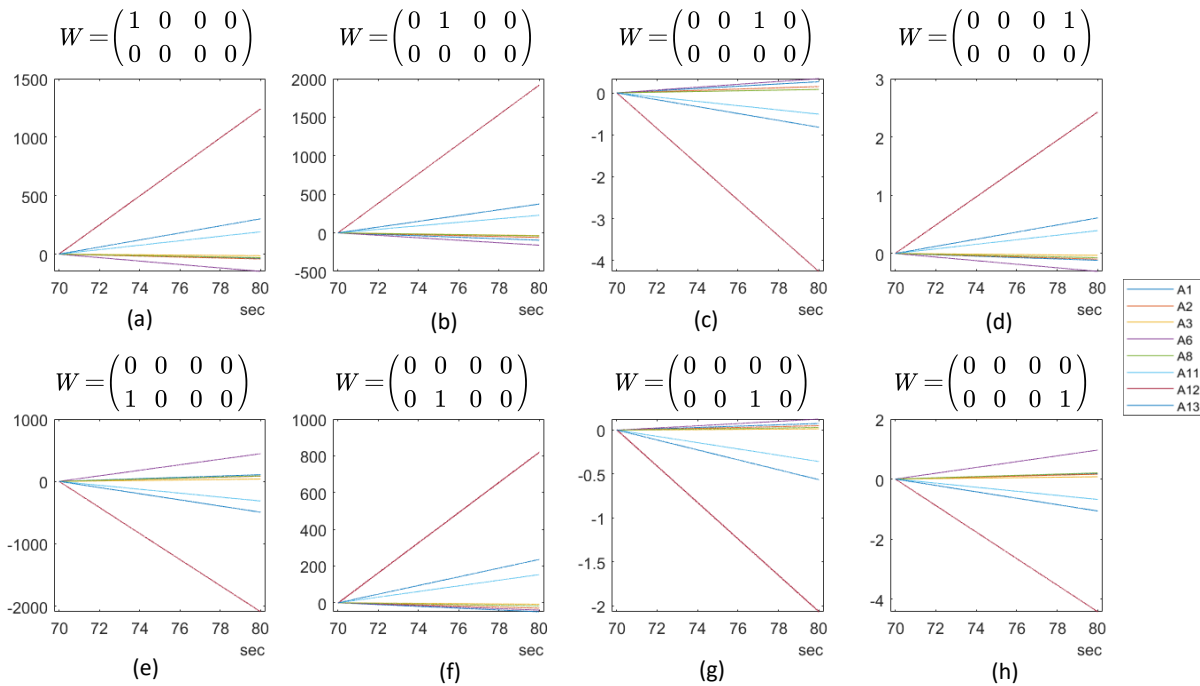 W = ( 1 0 0 0
0 0 0 0 )
W = ( 0 1 0 0
0 0 0 0 )
W = ( 0 0 1 0
0 0 0 0 )
W = ( 0 0 0 1
0 0 0 0 )
1500
1000
500
0
70 72 74 76 78 80
sec
(a)
2000
1500
1000
500
0
-500
70 72 74 76 78 80
sec
(b)
0
-1
-2
-3
-4
70 72 74 76 78 80
sec
(c)
3
2
1
0
70 72 74 76 78 80
sec
(d)
A1
A2
A3
A6
A8
A11
A12
A13
W = ( 0 0 0 0
1 0 0 0 )
W = ( 0 0 0 0
0 1 0 0 )
W = ( 0 0 0 0
0 0 1 0 )
W = ( 0 0 0 0
0 0 0 1 )
1000
0
-1000
-2000
70 72 74 76 78 80
sec
(e)
1000
800
600
400
200
0
70 72 74 76 78 80
sec
(f)
0
-0.5
-1
-1.5
-2
70 72 74 76 78 80
sec
(g)
2
0
-2
-4
70 72 74 76 78 80
sec
(h)